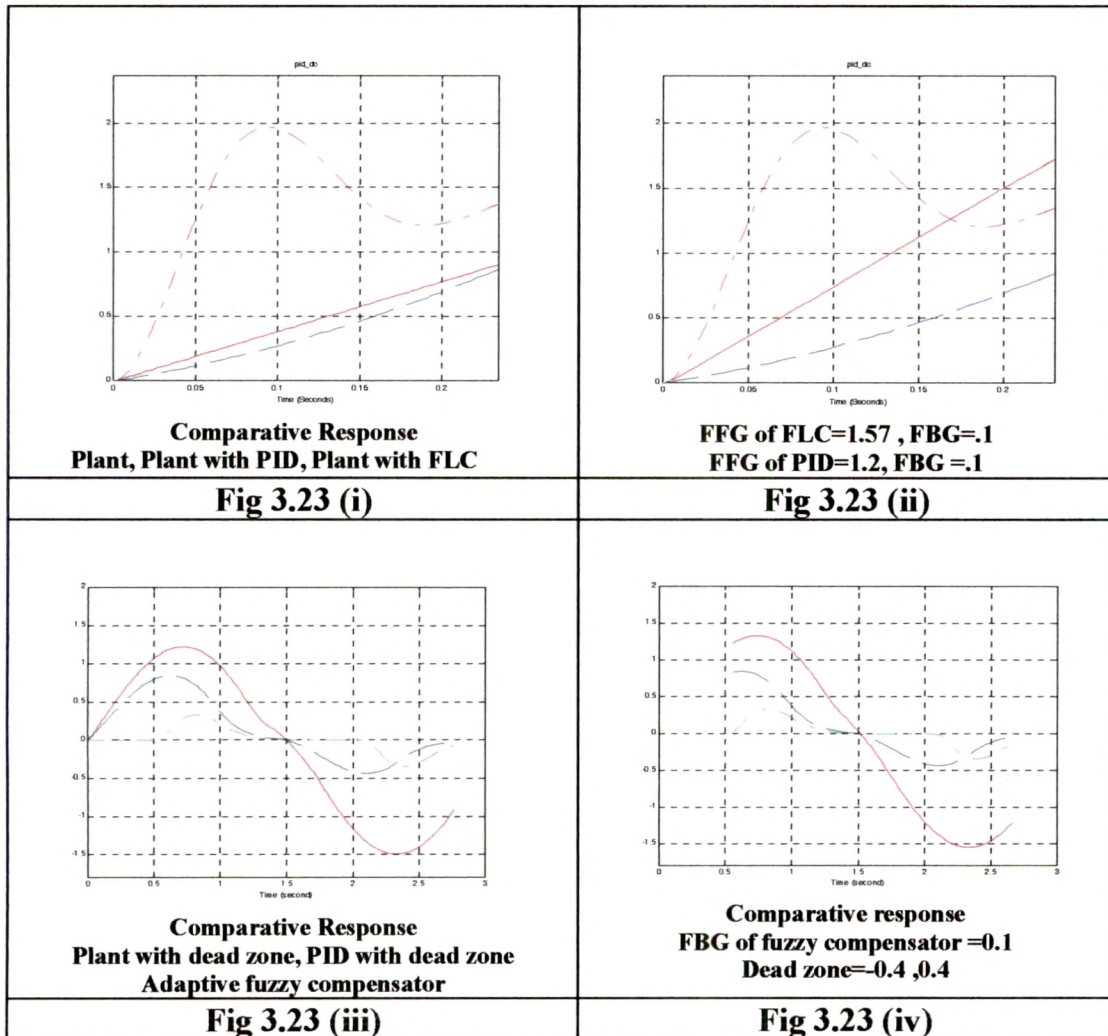 pid_db
2
1.5
1
0.5
0
0 0.05 0.1 0.15 0.2
Time (Seconds)
Comparative Response
Plant, Plant with PID, Plant with FLC
Fig 3.23 (i)
pid_db
2
1.5
1
0.5
0
0 0.05 0.1 0.15 0.2
Time (Seconds)
FFG of FLC=1.57 , FBG=.1
FFG of PID=1.2, FBG =.1
Fig 3.23 (ii)
2
1.5
1
0.5
0
-0.5
-1
-1.5
0 0.5 1 1.5 2 2.5 3
Time (second)
Comparative Response
Plant with dead zone, PID with dead zone
Adaptive fuzzy compensator
Fig 3.23 (iii)
2
1.5
1
0.5
0
-0.5
-1
-1.5
0 0.5 1 1.5 2 2.5 3
Time (second)
Comparative response
FBG of fuzzy compensator =0.1
Dead zone=-0.4 ,0.4
Fig 3.23 (iv)